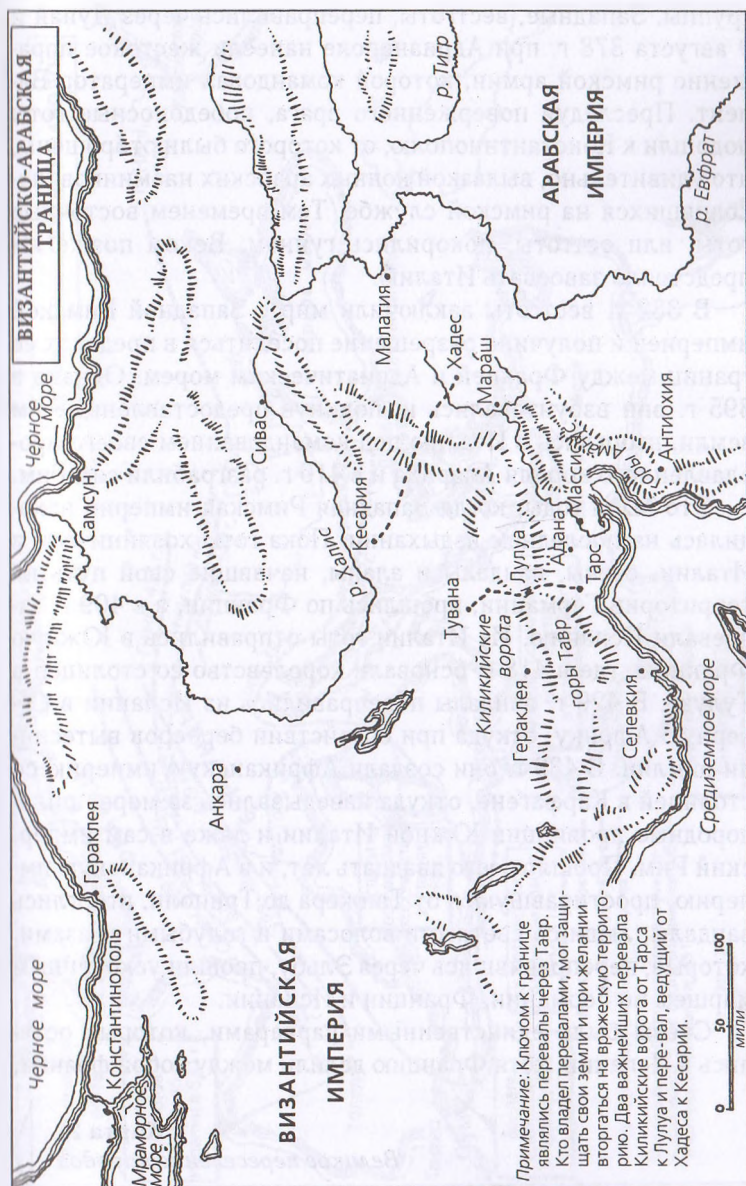 ВИЗАНТИЙСКО-АРАБСКАЯ
ГРАНИЦА
Черное море
Черное море
Константинополь
Мраморное
море
Гераклея
Самсун
Анкара
Сивас
р. Халис
Кесария
ВИЗАНТИЙСКАЯ
ИМПЕРИЯ
Малатия
р. Тигр
АРАБСКАЯ
ИМПЕРИЯ
р. Евфрат
Хадес
Мараш
Тувана
Киликийские
ворота
Лулуа
Гераклея
Горы Тавр
Адана
Тарс
Горы
Антиохия
Средиземное море
Примечание: Ключом к границе
являлись перевалы через Тавр.
Кто владел перевалами, мог защи-
щать свои земли и при желании
вторгаться на вражескую террито-
рию. Два важнейших перевала –
Киликийские ворота от Тарса
к Лулуа и пере-вал, ведущий от
Хадеса к Кесарии.
0 50 100
мили